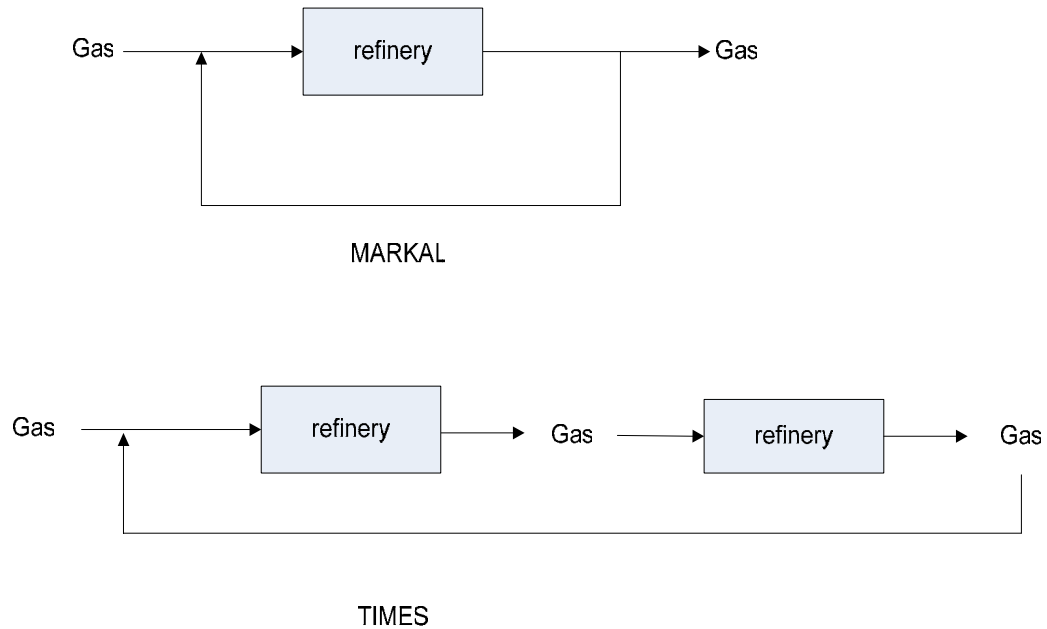 Gas refinery Gas
MARKAL
Gas refinery Gas refinery Gas
TIMES